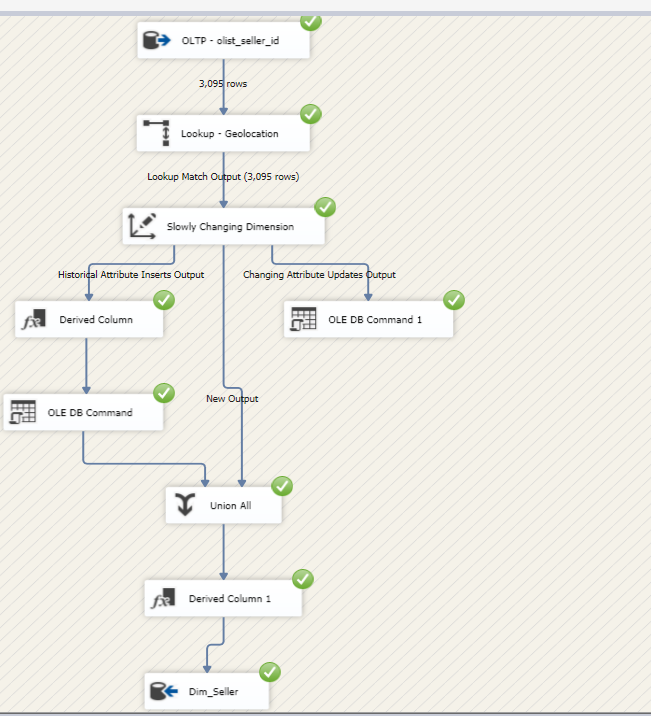 OLTP - olist_seller_id
3,095 rows
Lookup - Geolocation
Lookup Match Output (3,095 rows)
Slowly Changing Dimension
Historical Attribute Inserts Output
Changing Attribute Updates Output
Derived Column
OLE DB Command 1
New Output
OLE DB Command
Union All
Derived Column 1
Dim_Seller